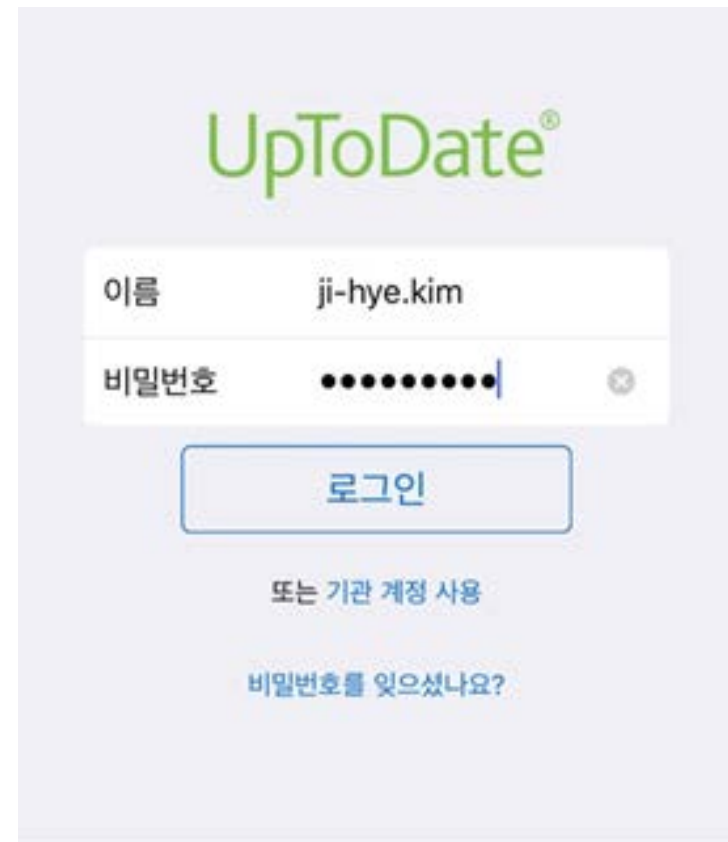 UpToDate®
이름 ji-hye.kim
비밀번호 •••••••••
로그인
또는 기관 계정 사용
비밀번호를 잊으셨나요?